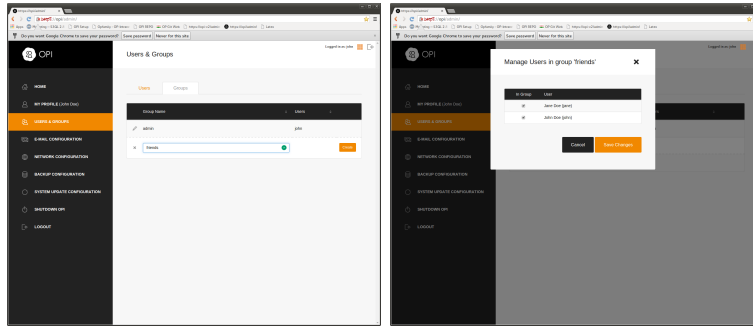 Do you want Google Chrome to save your password? Save password Never for this site
OPI
Users & Groups
Logged in as: john
HOME
MY PROFILE (John Doe)
USERS & GROUPS
E-MAIL CONFIGURATION
NETWORK CONFIGURATION
BACKUP CONFIGURATION
SYSTEM UPDATE CONFIGURATION
SHUTDOWN OPI
LOGOUT
Users Groups
Group Name Users
admin john
friends
Do you want Google Chrome to save your password? Save password Never for this site
OPI
Logged in as: john
HOME
MY PROFILE (John Doe)
USERS & GROUPS
E-MAIL CONFIGURATION
NETWORK CONFIGURATION
BACKUP CONFIGURATION
SYSTEM UPDATE CONFIGURATION
SHUTDOWN OPI
LOGOUT
Manage Users in group 'friends'
In Group User
Jane Doe (jane)
John Doe (john)
Cancel Save Changes